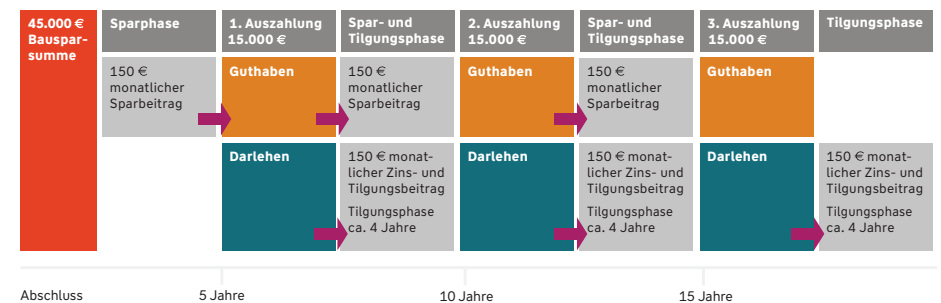 45.000 €
Bauspar-
summe
Sparphase
1. Auszahlung
15.000 €
Spar- und
Tilgungsphase
2. Auszahlung
15.000 €
Spar- und
Tilgungsphase
3. Auszahlung
15.000 €
Tilgungsphase
150 €
monatlicher
Sparbeitrag
Guthaben
150 €
monatlicher
Sparbeitrag
Guthaben
150 €
monatlicher
Sparbeitrag
Guthaben
Darlehen
150 € monat-
licher Zins- und
Tilgungsbeitrag
Tilgungsphase
ca. 4 Jahre
Darlehen
150 € monat-
licher Zins- und
Tilgungsbeitrag
Tilgungsphase
ca. 4 Jahre
Darlehen
150 € monat-
licher Zins- und
Tilgungsbeitrag
Tilgungsphase
ca. 4 Jahre
Abschluss
5 Jahre
10 Jahre
15 Jahre